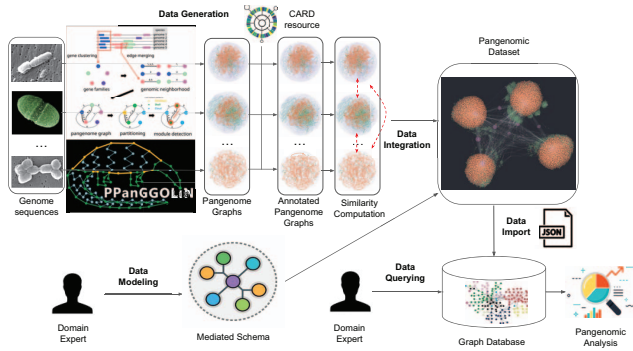 Data Generation
CARD
resource
gene clustering
edge merging
gene families
genomic neighborhood
pangenome graph
partitioning
module detection
...
...
...
...
PPanGGOLiN
Genome
sequences
Pangenome
Graphs
Annotated
Pangenome
Graphs
Similarity
Computation
Data
Integration
Pangenomic
Dataset
Data
Import
JSON
Data
Modeling
Domain
Expert
Mediated Schema
Data
Querying
Domain
Expert
Graph Database
Pangenomic
Analysis